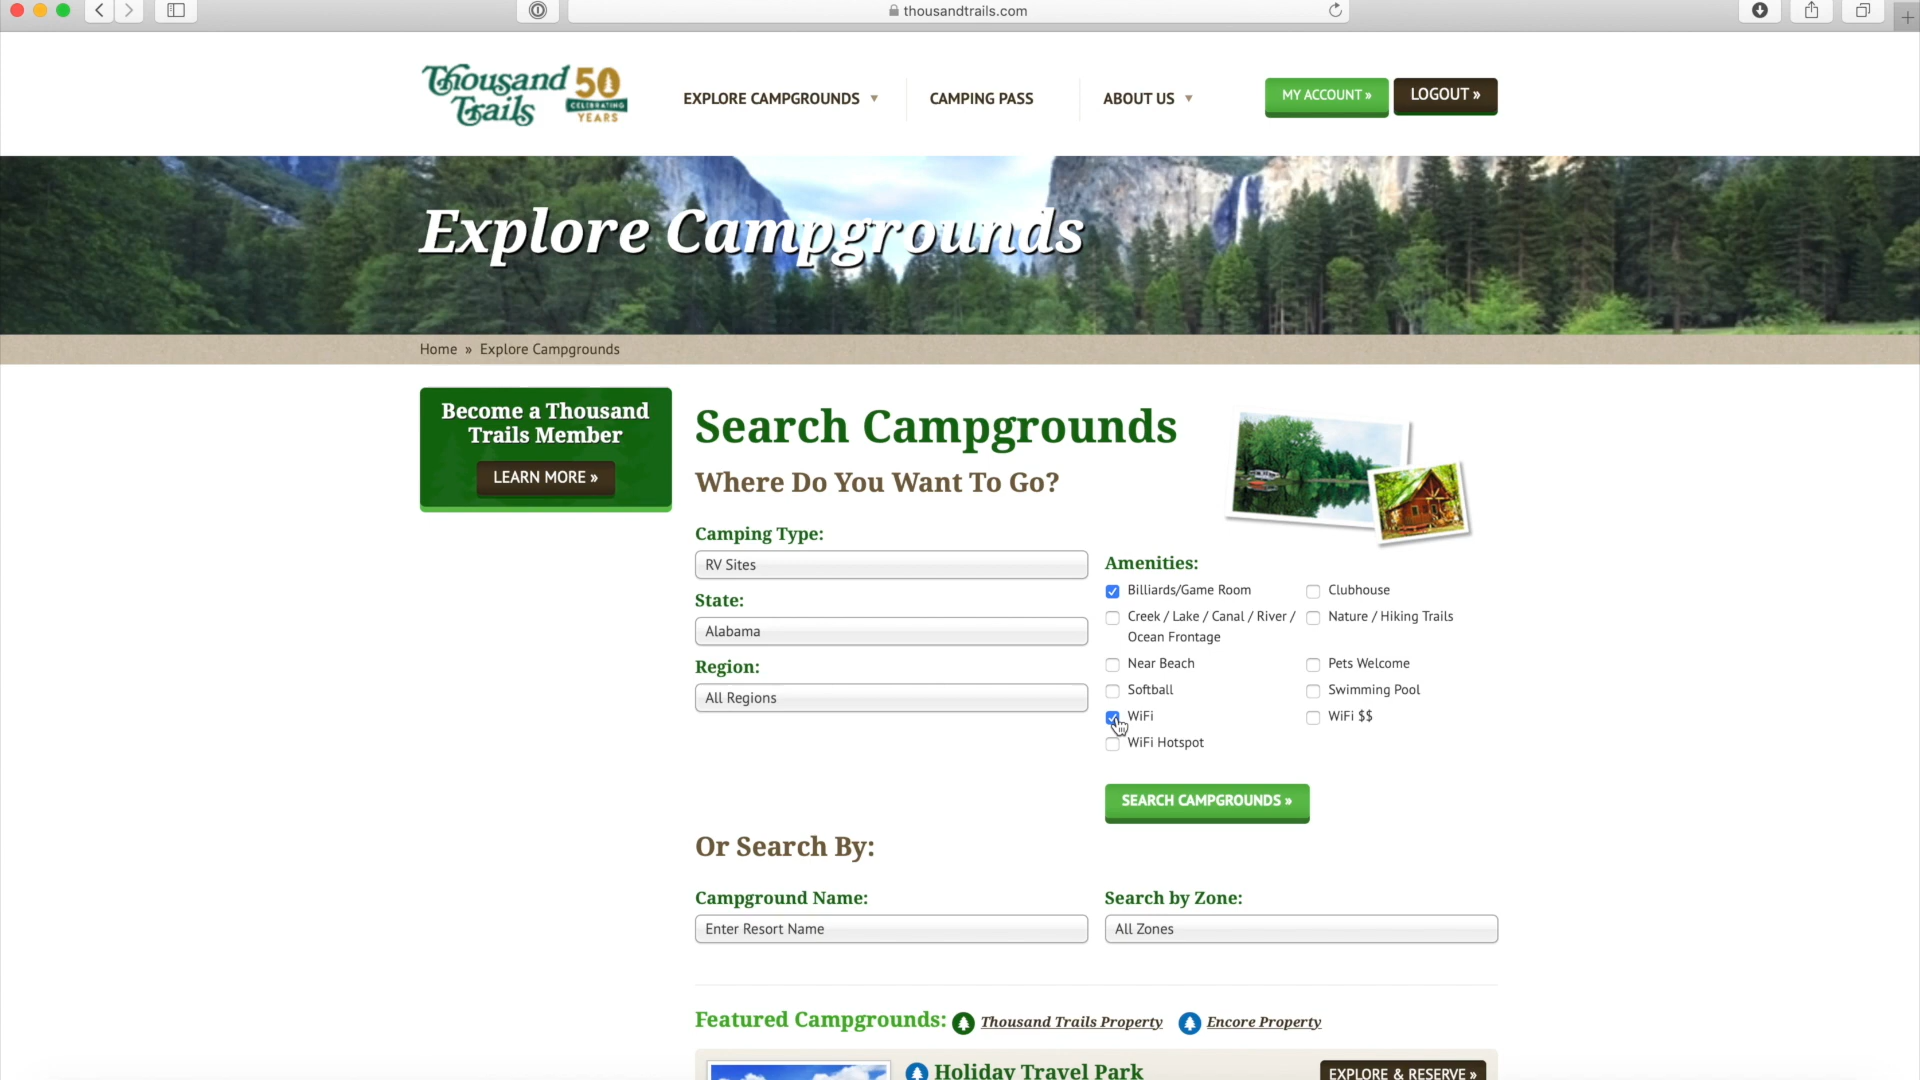 thousandtrails.com
Thousand Trails
50
CELEBRATING
YEARS
EXPLORE CAMPGROUNDS
CAMPING PASS
ABOUT US
MY ACCOUNT »
LOGOUT »
Explore Campgrounds
Home » Explore Campgrounds
Become a Thousand
Trails Member
LEARN MORE »
Search Campgrounds
Where Do You Want To Go?
Camping Type:
RV Sites
State:
Alabama
Region:
All Regions
Amenities:
Billiards/Game Room
Clubhouse
Creek / Lake / Canal / River /
Ocean Frontage
Nature / Hiking Trails
Near Beach
Pets Welcome
Softball
Swimming Pool
WiFi
WiFi $$
WiFi Hotspot
SEARCH CAMPGROUNDS »
Or Search By:
Campground Name:
Enter Resort Name
Search by Zone:
All Zones
Featured Campgrounds: Thousand Trails Property Encore Property
Holiday Travel Park
EXPLORE & RESERVE »